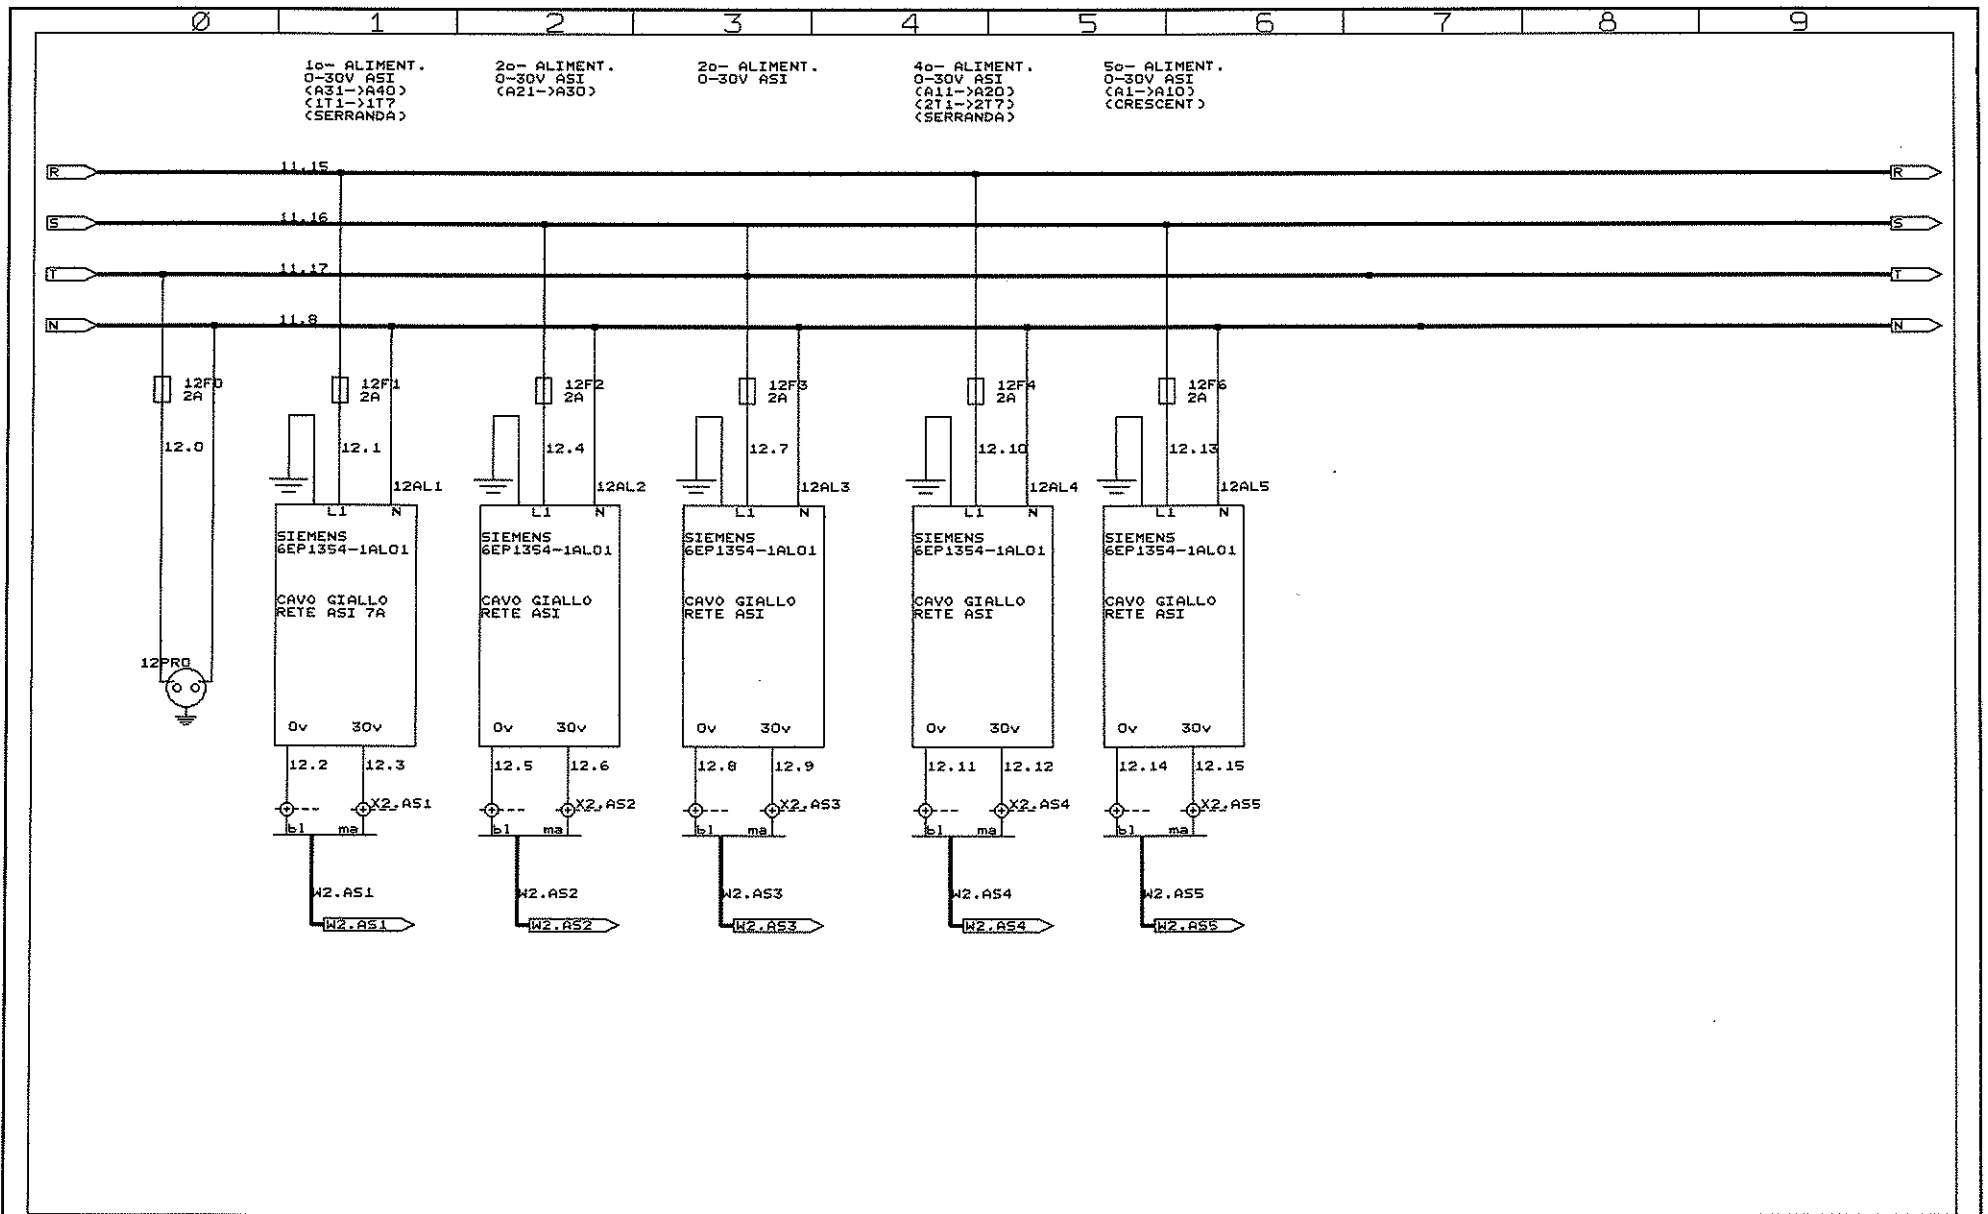 Ø 1 2 3 4 5 6 7 8 9
1o- ALIMENT.
0-30V ASI
(A31->A40)
(1T1->1T7
(SERRANDA)
2o- ALIMENT.
0-30V ASI
(A21->A30)
2o- ALIMENT.
0-30V ASI
4o- ALIMENT.
0-30V ASI
(A11->A20)
(2T1->2T7)
(SERRANDA)
5o- ALIMENT.
0-30V ASI
(A1->A10)
(CRESCENT)
R 11.15 R
S 11.16 S
T 11.17 T
N 11.8 N
12F0
2A
12F1
2A
12F2
2A
12F3
2A
12F4
2A
12F6
2A
12.0 12.1 12.4 12.7 12.10 12.13
12AL1 12AL2 12AL3 12AL4 12AL5
L1 N L1 N L1 N L1 N L1 N
SIEMENS
6EP1354-1AL01
CAVO GIALLO
RETE ASI 7A
SIEMENS
6EP1354-1AL01
CAVO GIALLO
RETE ASI
SIEMENS
6EP1354-1AL01
CAVO GIALLO
RETE ASI
SIEMENS
6EP1354-1AL01
CAVO GIALLO
RETE ASI
SIEMENS
6EP1354-1AL01
CAVO GIALLO
RETE ASI
12PR0
0v 30v 0v 30v 0v 30v 0v 30v 0v 30v
12.2 12.3 12.5 12.6 12.8 12.9 12.11 12.12 12.14 12.15
X2.AS1 X2.AS2 X2.AS3 X2.AS4 X2.AS5
bl ma bl ma bl ma bl ma bl ma
W2.AS1 W2.AS2 W2.AS3 W2.AS4 W2.AS5
W2.AS1 W2.AS2 W2.AS3 W2.AS4 W2.AS5